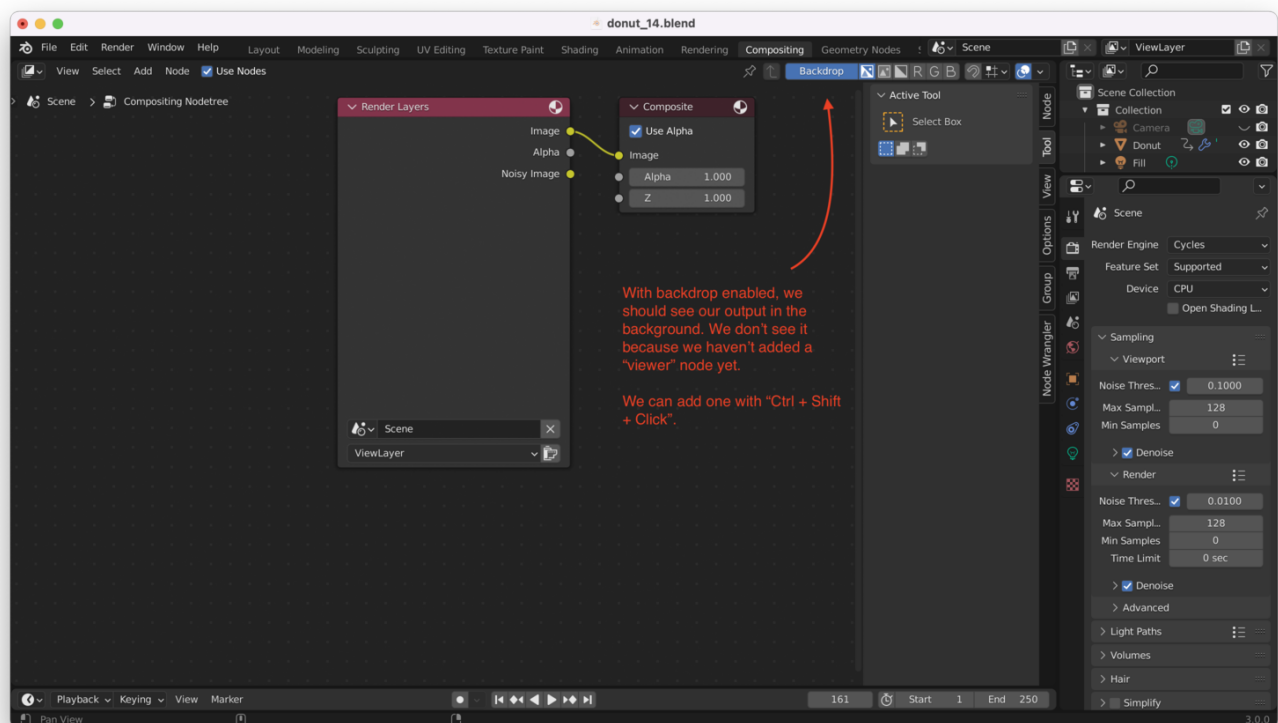 donut_14.blend
File Edit Render Window Help Layout Modeling Sculpting UV Editing Texture Paint Shading Animation Rendering Compositing Geometry Nodes Scene ViewLayer
View Select Add Node Use Nodes Backdrop R G B
Scene > Compositing Nodetree
Render Layers
Image
Alpha
Noisy Image
Scene
ViewLayer
Composite
Use Alpha
Image
Alpha 1.000
Z 1.000
With backdrop enabled, we
should see our output in the
background. We don't see it
because we haven't added a
“viewer” node yet.
We can add one with “Ctrl + Shift
+ Click”.
Active Tool
Select Box
Node
Tool
View
Options
Group
Node Wrangler
Scene Collection
Collection
Camera
Donut
Fill
Scene
Render Engine Cycles
Feature Set Supported
Device CPU
Open Shading L...
Sampling
Viewport
Noise Thres... 0.1000
Max Sampl... 128
Min Samples 0
Denoise
Render
Noise Thres... 0.0100
Max Sampl... 128
Min Samples 0
Time Limit 0 sec
Denoise
Advanced
Light Paths
Volumes
Hair
Simplify
Playback Keying View Marker 161 Start 1 End 250
Pan View 3.0.0